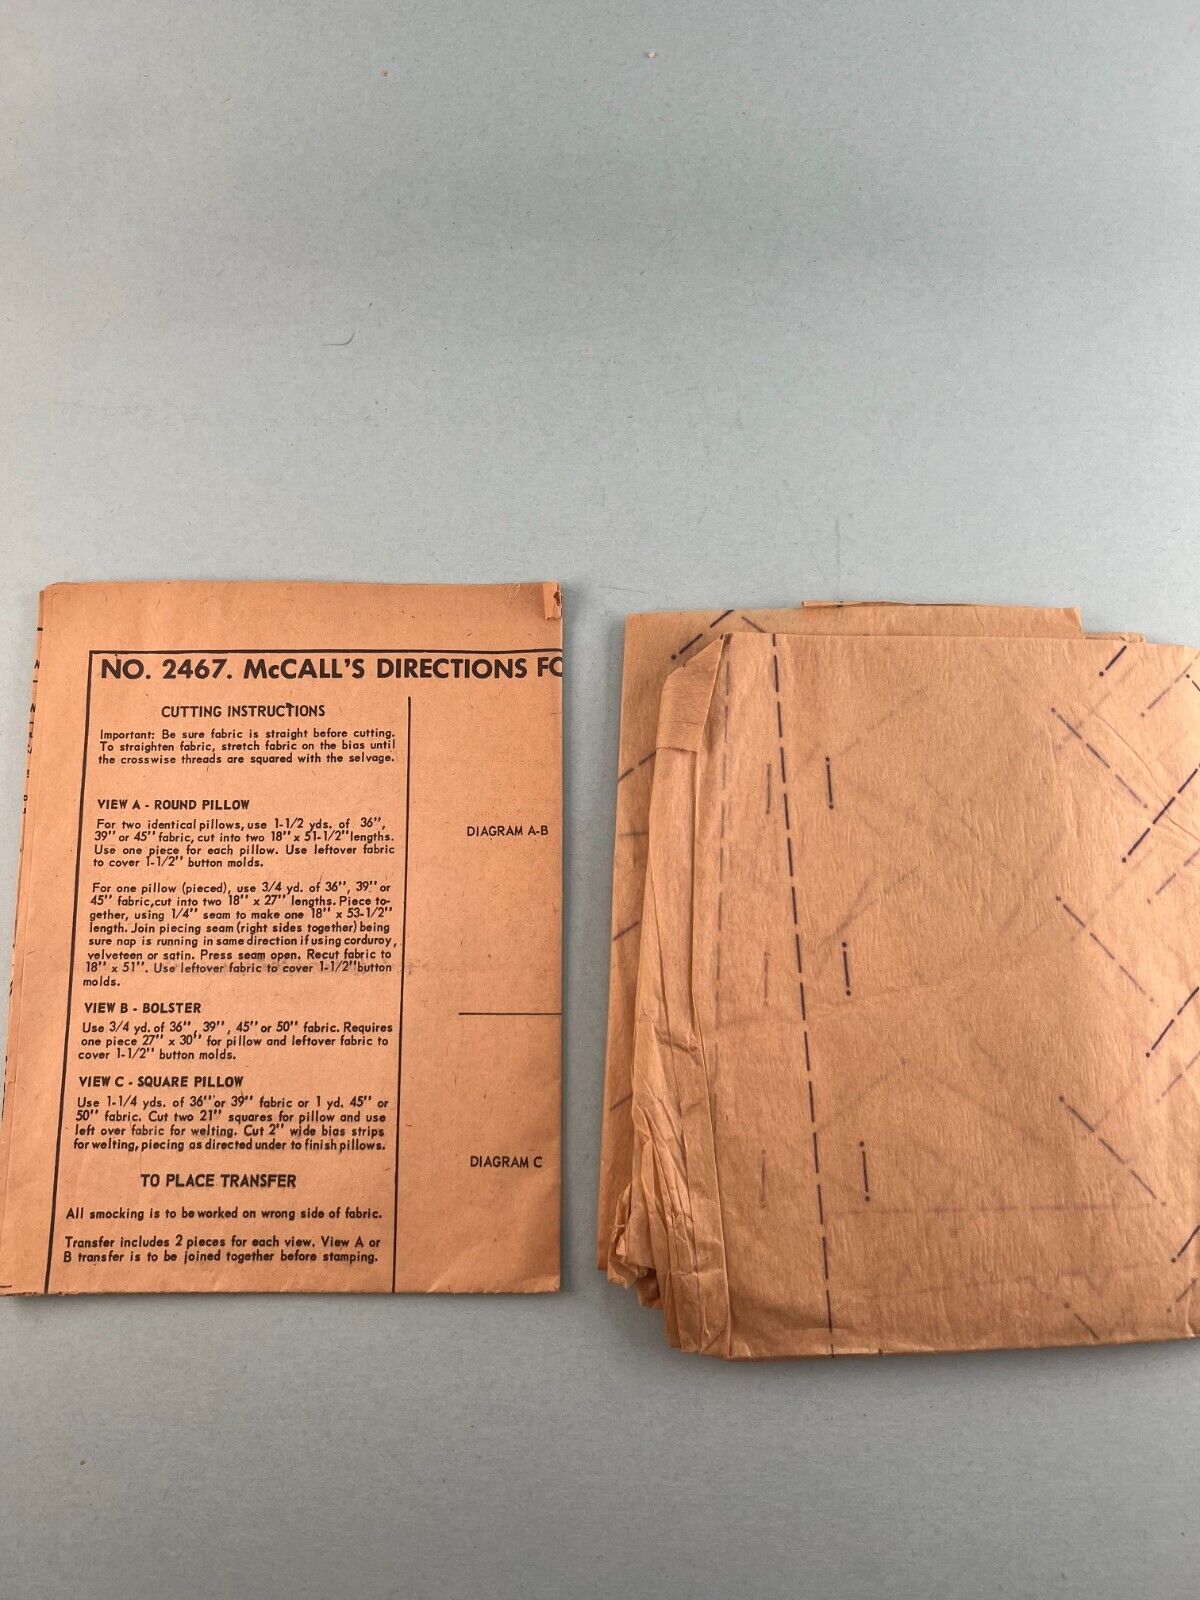 NO. 2467. McCALL'S DIRECTIONS FO
CUTTING INSTRUCTIONS
Important: Be sure fabric is straight before cutting.
To straighten fabric, stretch fabric on the bias until
the crosswise threads are squared with the selvage.
VIEW A - ROUND PILLOW
For two identical pillows, use 1-1/2 yds. of 36",
39" or 45" fabric, cut into two 18" x 51-1/2" lengths.
Use one piece for each pillow. Use leftover fabric
to cover 1-1/2" button molds.
For one pillow (pieced), use 3/4 yd. of 36", 39" or
45" fabric, cut into two 18" x 27" lengths. Piece to-
gether, using 1/4" seam to make one 18" x 53-1/2"
length. Join piecing seam (right sides together) being
sure nap is running in same direction if using corduroy,
velveteen or satin. Press seam open. Recut fabric to
18" x 51". Use leftover fabric to cover 1-1/2" button
molds.
VIEW B - BOLSTER
Use 3/4 yd. of 36", 39", 45" or 50" fabric. Requires
one piece 27" x 30" for pillow and leftover fabric to
cover 1-1/2" button molds.
VIEW C - SQUARE PILLOW
Use 1-1/4 yds. of 36" or 39" fabric or 1 yd. 45" or
50" fabric. Cut two 21" squares for pillow and use
left over fabric for welting. Cut 2" wide bias strips
for welting, piecing as directed under to finish pillows.
TO PLACE TRANSFER
All smocking is to be worked on wrong side of fabric.
Transfer includes 2 pieces for each view. View A or
B transfer is to be joined together before stamping.
DIAGRAM A-B
DIAGRAM C